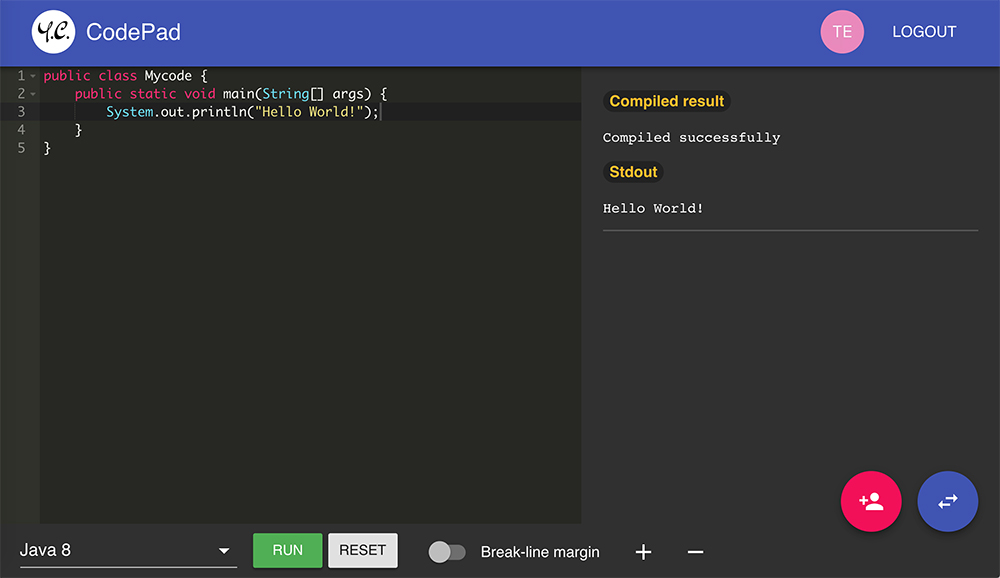 Y.C. CodePad TE LOGOUT
1 public class Mycode {
2     public static void main(String[] args) {
3         System.out.println("Hello World!");
4     }
5 }
Compiled result
Compiled successfully
Stdout
Hello World!
Java 8 RUN RESET Break-line margin + −